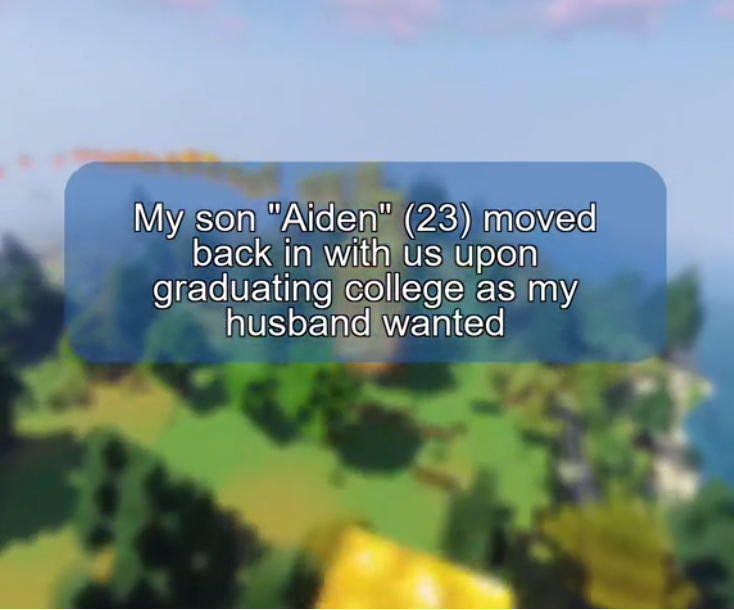 My son "Aiden" (23) moved
back in with us upon
graduating college as my
husband wanted